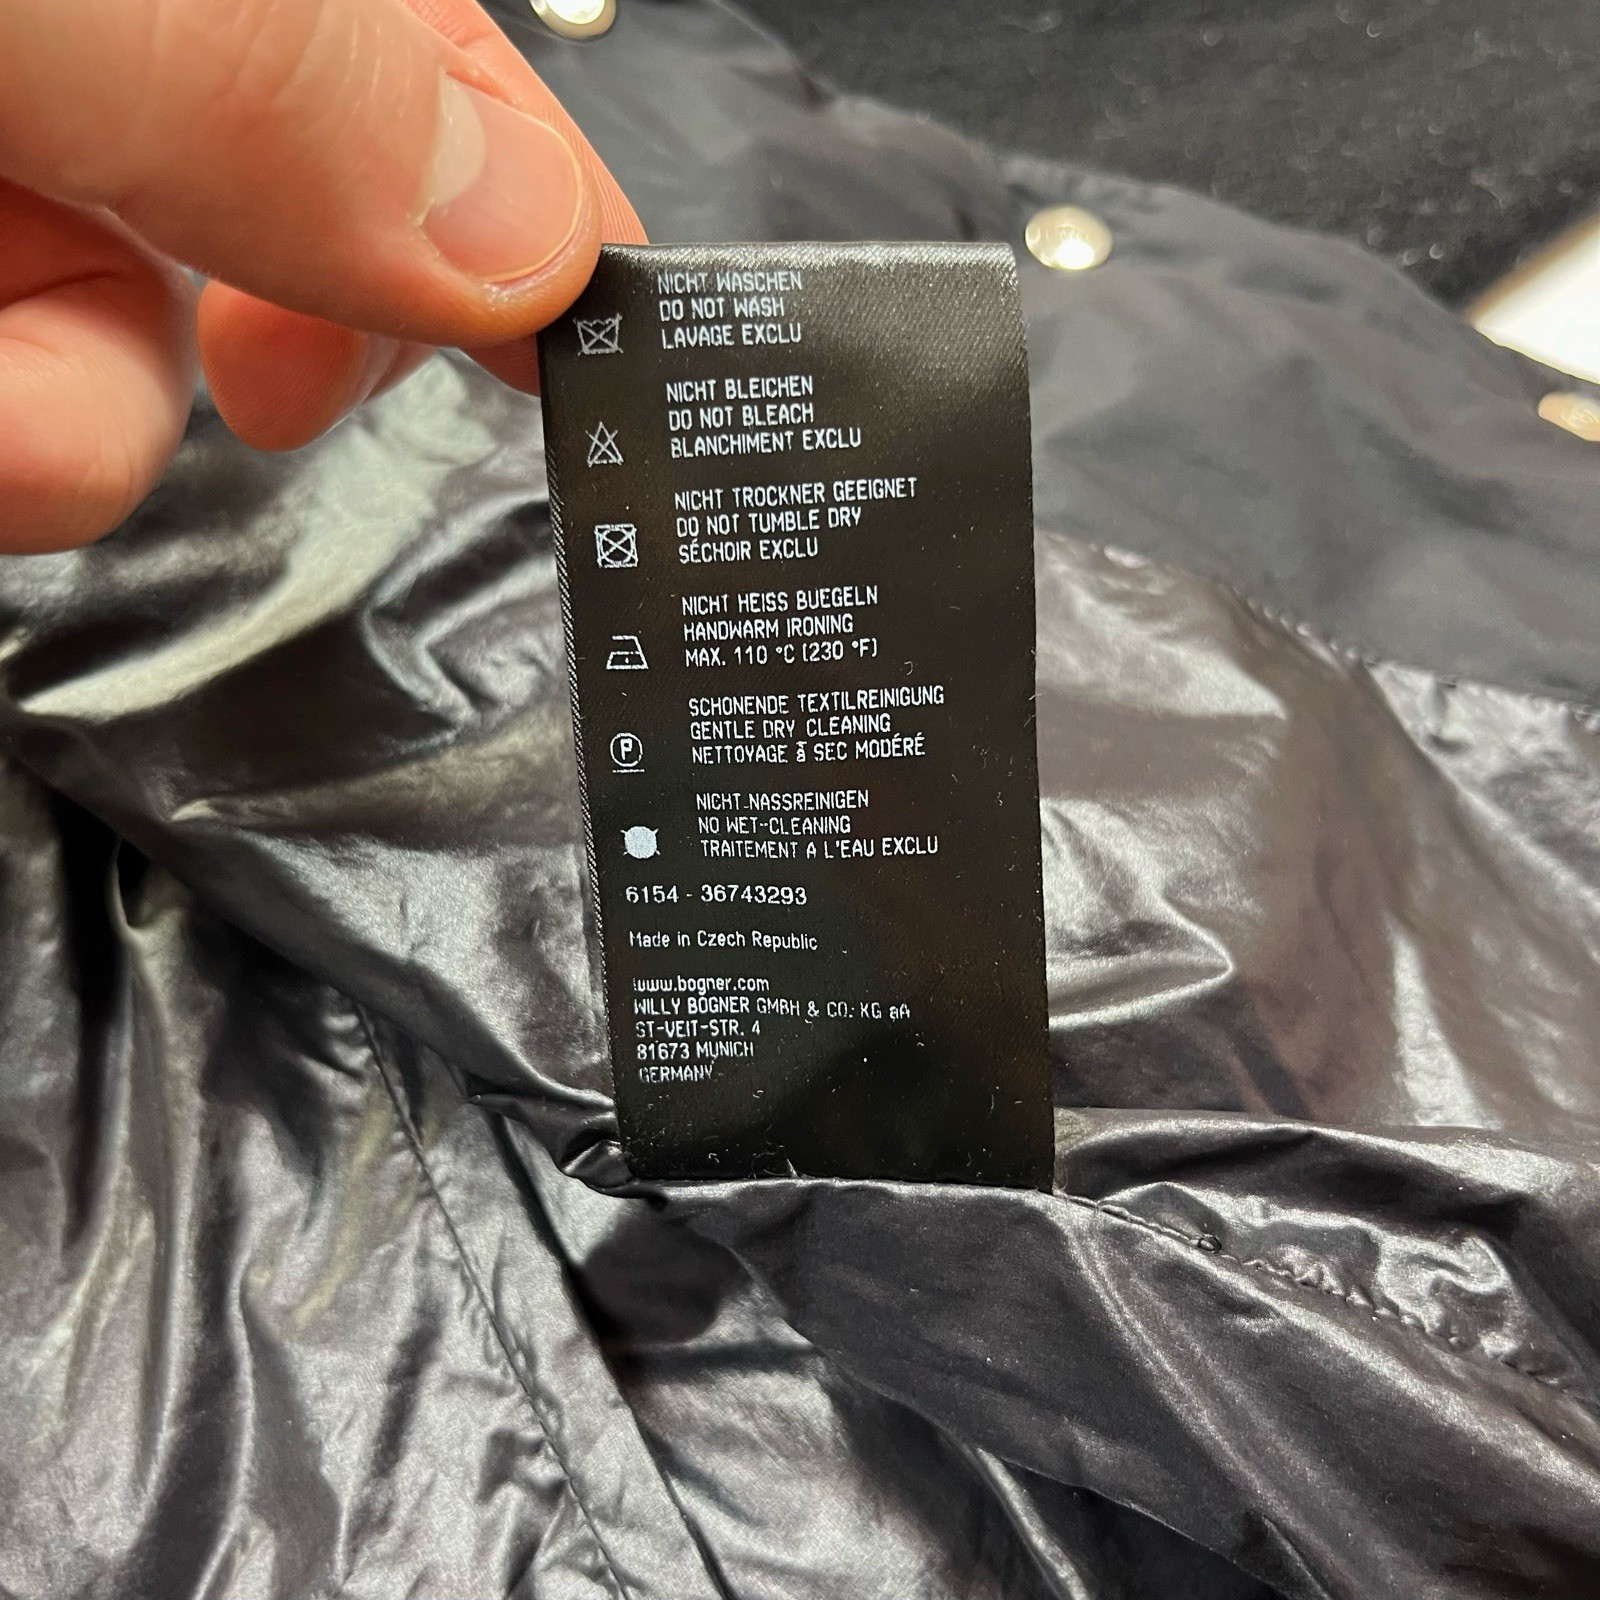 NICHT WASCHEN
DO NOT WASH
LAVAGE EXCLU
NICHT BLEICHEN
DO NOT BLEACH
BLANCHIMENT EXCLU
NICHT TROCKNER GEEIGNET
DO NOT TUMBLE DRY
SÉCHOIR EXCLU
NICHT HEISS BUEGELN
HANDWARM IRONING
MAX. 110 °C (230 °F)
SCHONENDE TEXTILREINIGUNG
GENTLE DRY CLEANING
P
NETTOYAGE à SEC MODÉRÉ
NICHT-NASSREINIGEN
NO WET-CLEANING
TRAITEMENT A L'EAU EXCLU
6154 - 36743293
Made in Czech Republic
www.bogner.com
WILLY BOGNER GMBH & CO. KG aA
ST-VEIT-STR. 4
81673 MUNICH
GERMANY